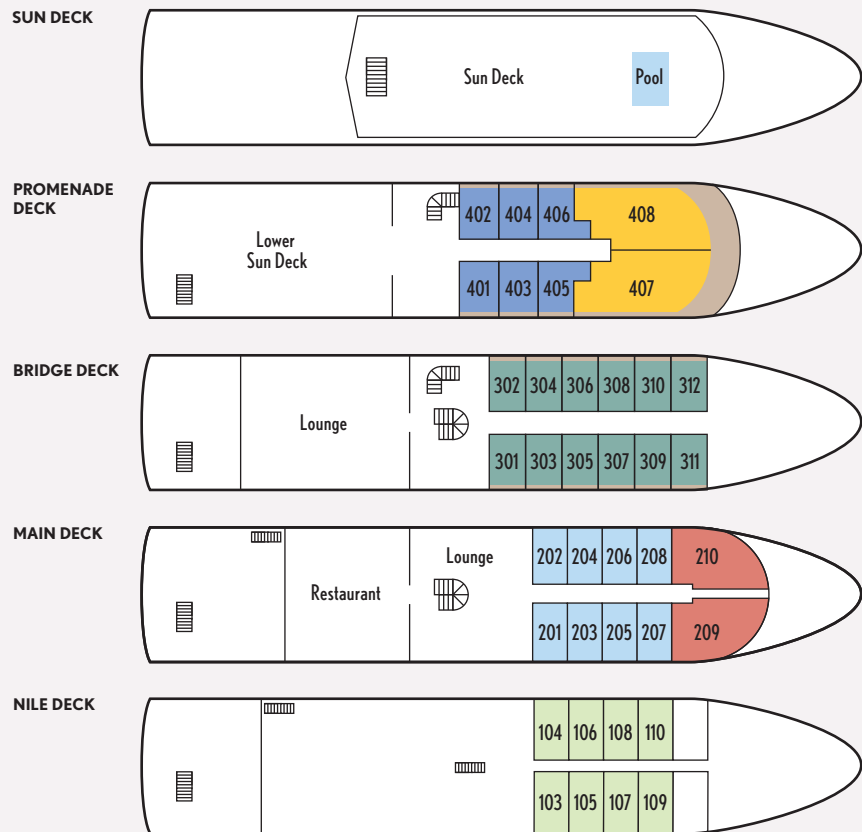 SUN DECK
Sun Deck
Pool
PROMENADE
DECK
Lower
Sun Deck
402 404 406 408
401 403 405 407
BRIDGE DECK
Lounge
302 304 306 308 310 312
301 303 305 307 309 311
MAIN DECK
Restaurant
Lounge
202 204 206 208 210
201 203 205 207 209
NILE DECK
104 106 108 110
103 105 107 109